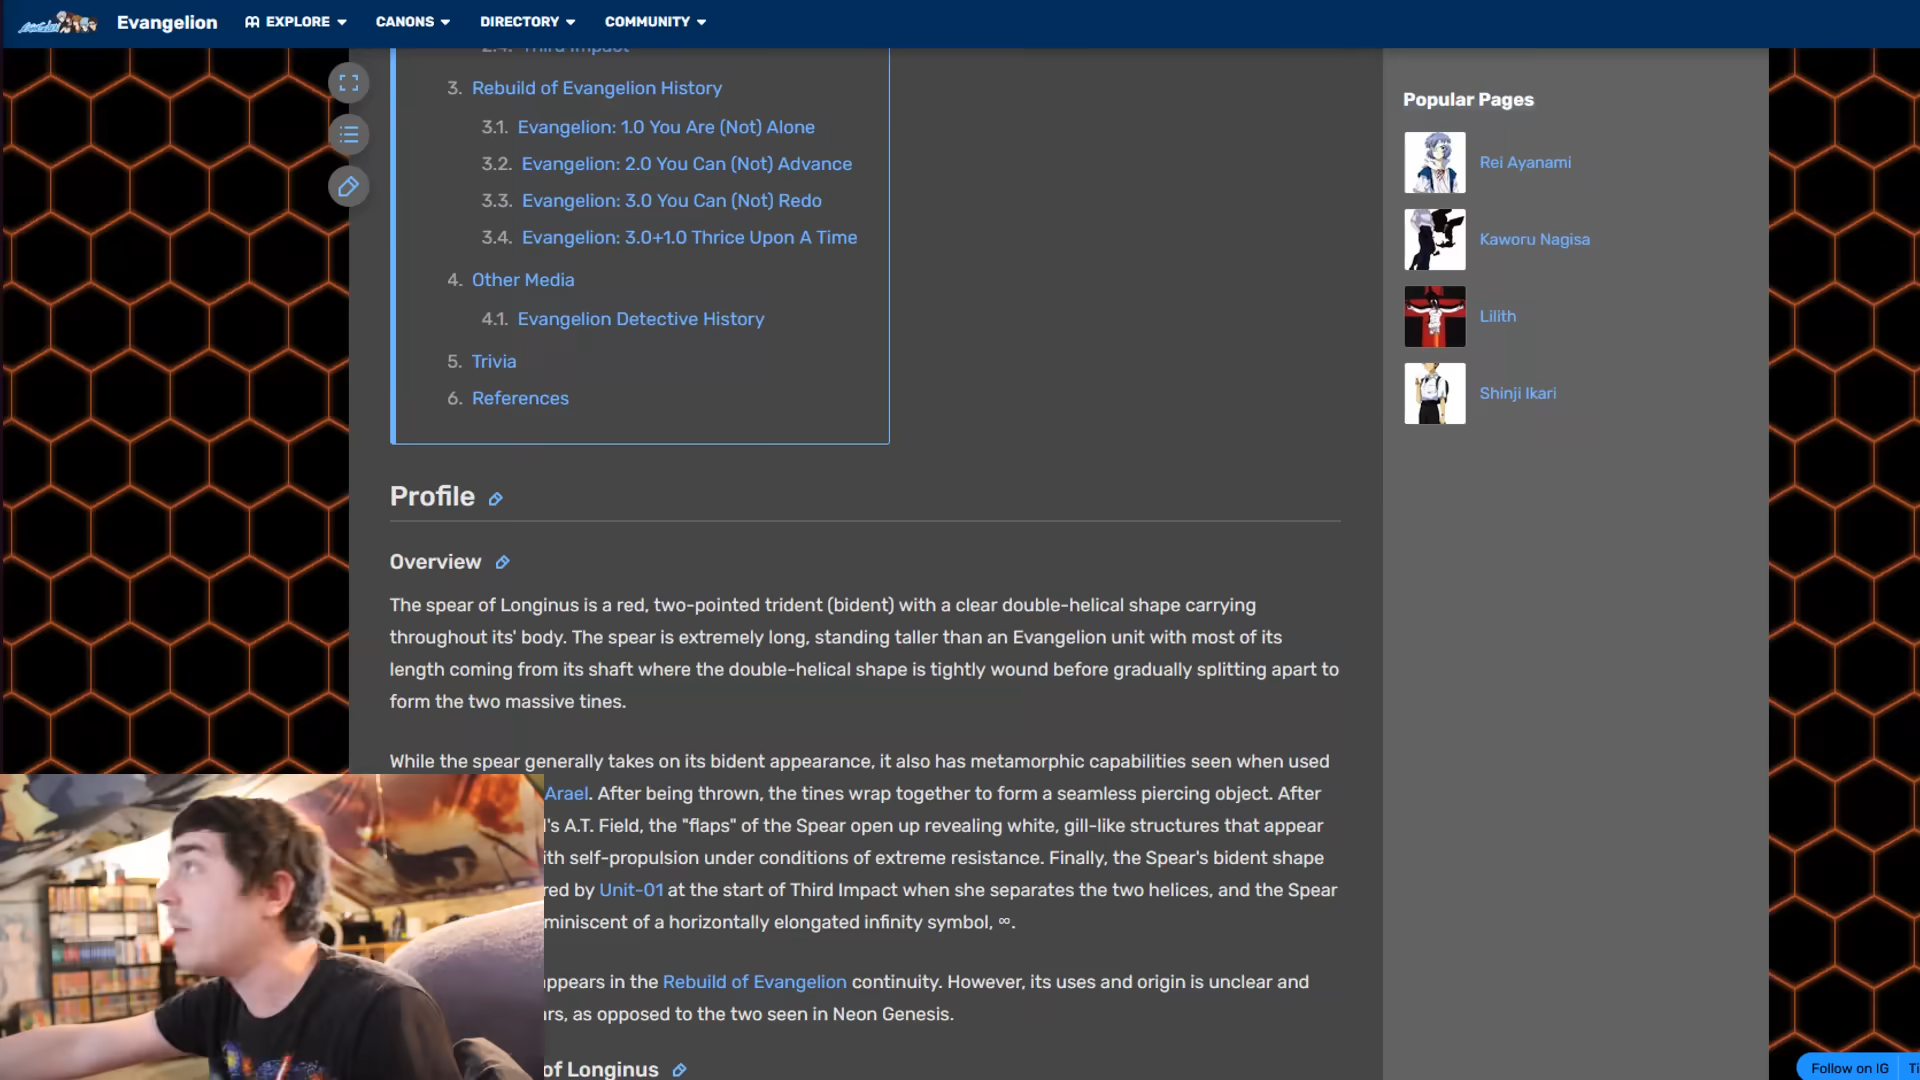 Evangelion
EXPLORE
CANONS
DIRECTORY
COMMUNITY
2.4. Third Impact
3. Rebuild of Evangelion History
3.1. Evangelion: 1.0 You Are (Not) Alone
3.2. Evangelion: 2.0 You Can (Not) Advance
3.3. Evangelion: 3.0 You Can (Not) Redo
3.4. Evangelion: 3.0+1.0 Thrice Upon A Time
4. Other Media
4.1. Evangelion Detective History
5. Trivia
6. References
Popular Pages
Rei Ayanami
Kaworu Nagisa
Lilith
Shinji Ikari
Profile
Overview
The spear of Longinus is a red, two-pointed trident (bident) with a clear double-helical shape carrying
throughout its' body. The spear is extremely long, standing taller than an Evangelion unit with most of its
length coming from its shaft where the double-helical shape is tightly wound before gradually splitting apart to
form the two massive tines.
While the spear generally takes on its bident appearance, it also has metamorphic capabilities seen when used
Arael. After being thrown, the tines wrap together to form a seamless piercing object. After
l's A.T. Field, the "flaps" of the Spear open up revealing white, gill-like structures that appear
ith self-propulsion under conditions of extreme resistance. Finally, the Spear's bident shape
red by Unit-01 at the start of Third Impact when she separates the two helices, and the Spear
miniscent of a horizontally elongated infinity symbol, ∞.
appears in the Rebuild of Evangelion continuity. However, its uses and origin is unclear and
rs, as opposed to the two seen in Neon Genesis.
of Longinus
Follow on IG
Ti